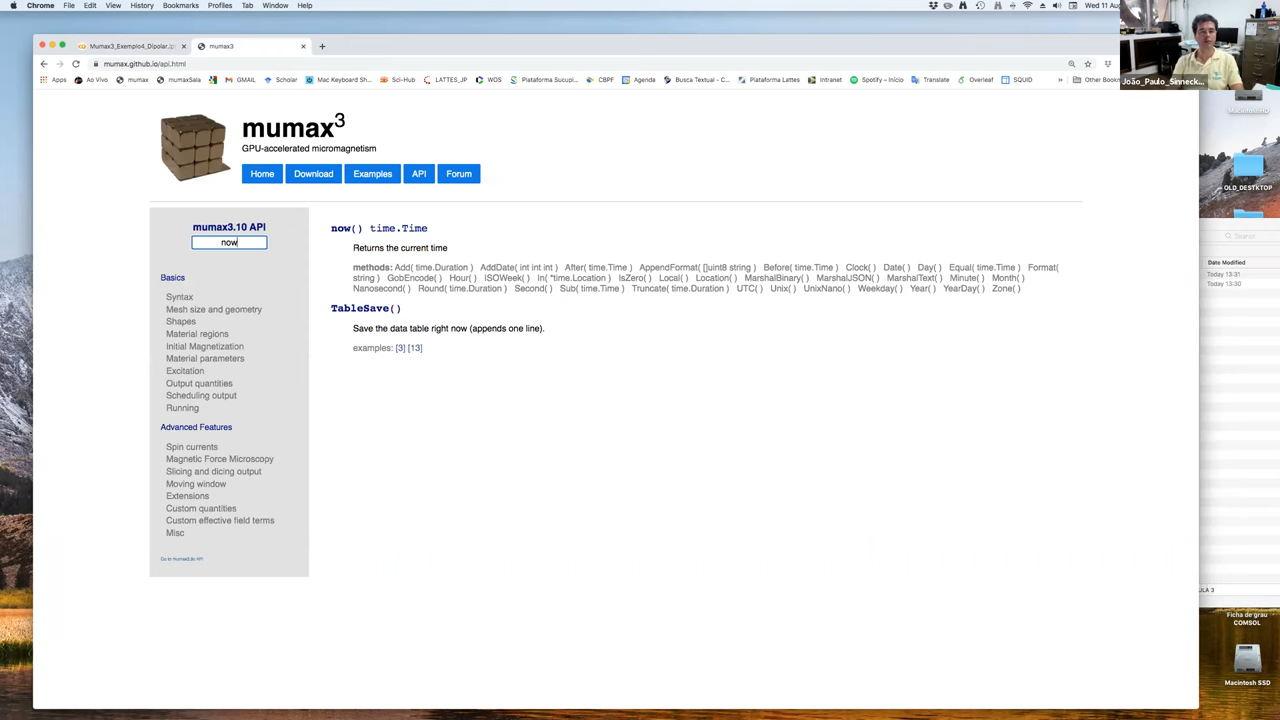 Chrome File Edit View History Bookmarks Profiles Tab Window Help
Wed 11 Aug
Mumax3_Exemplo4_Dipolar.ip
mumax3
mumax.github.io/api.html
Apps Ao Vivo mumax mumaxSala GMAIL Scholar Mac Keyboard Sh... Sci-Hub LATTES_JP WOS Plataforma Sucupi... CBPF Agenda Busca Textual - C... Plataforma Lattes Intranet Spotify – Início Translate Overleaf SQUID » Other Book
João_Paulo_Sinneck...
MacintoshHD
mumax3
GPU-accelerated micromagnetism
Home Download Examples API Forum
OLD_DESTKTOP
mumax3.10 API
now
Basics
Syntax
Mesh size and geometry
Shapes
Material regions
Initial Magnetization
Material parameters
Excitation
Output quantities
Scheduling output
Running
Advanced Features
Spin currents
Magnetic Force Microscopy
Slicing and dicing output
Moving window
Extensions
Custom quantities
Custom effective field terms
Misc
Go to mumax3.9c API
now() time.Time
Returns the current time
methods: Add( time.Duration ) AddDate( int int int ) After( time.Time ) AppendFormat( []uint8 string ) Before( time.Time ) Clock( ) Date( ) Day( ) Equal( time.Time ) Format(
string ) GobEncode( ) Hour( ) ISOWeek( ) In( *time.Location ) IsZero( ) Local( ) Location( ) MarshalBinary( ) MarshalJSON( ) MarshalText( ) Minute( ) Month( )
Nanosecond( ) Round( time.Duration ) Second( ) Sub( time.Time ) Truncate( time.Duration ) UTC( ) Unix( ) UnixNano( ) Weekday( ) Year( ) YearDay( ) Zone( )
TableSave()
Save the data table right now (appends one line).
examples: [3] [13]
Search
Date Modified
Today 13:31
Today 13:30
ULA 3
Ficha de grau
COMSOL
Macintosh SSD